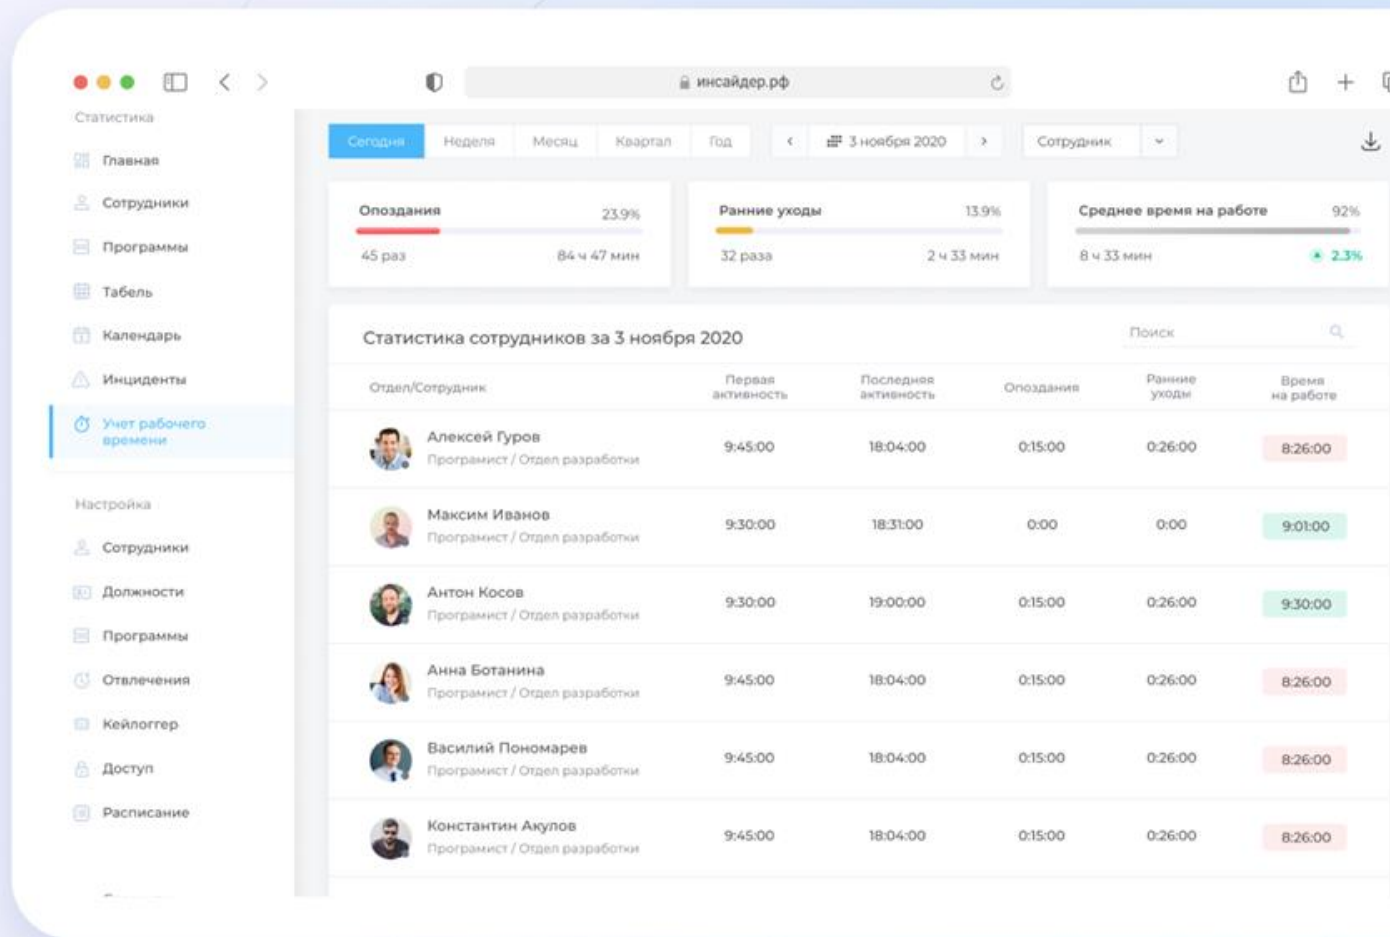 инсайдер.рф
Статистика
Главная
Сотрудники
Программы
Табель
Календарь
Инциденты
Учет рабочего
времени
Настройка
Сотрудники
Должности
Программы
Отвлечения
Кейлоггер
Доступ
Расписание
Сегодня Неделя Месяц Квартал Год 3 ноября 2020 Сотрудник
Опоздания 23.9%
45 раз 84 ч 47 мин
Ранние уходы 13.9%
32 раза 2 ч 33 мин
Среднее время на работе 92%
8 ч 33 мин 2.3%
Статистика сотрудников за 3 ноября 2020 Поиск
Отдел/Сотрудник
Первая
активность
Последняя
активность
Опоздания
Ранние
уходы
Время
на работе
Алексей Гуров
Програмист / Отдел разработки
9:45:00 18:04:00 0:15:00 0:26:00 8:26:00
Максим Иванов
Програмист / Отдел разработки
9:30:00 18:31:00 0:00 0:00 9:01:00
Антон Косов
Програмист / Отдел разработки
9:30:00 19:00:00 0:15:00 0:26:00 9:30:00
Анна Ботанина
Програмист / Отдел разработки
9:45:00 18:04:00 0:15:00 0:26:00 8:26:00
Василий Пономарев
Програмист / Отдел разработки
9:45:00 18:04:00 0:15:00 0:26:00 8:26:00
Константин Акулов
Програмист / Отдел разработки
9:45:00 18:04:00 0:15:00 0:26:00 8:26:00